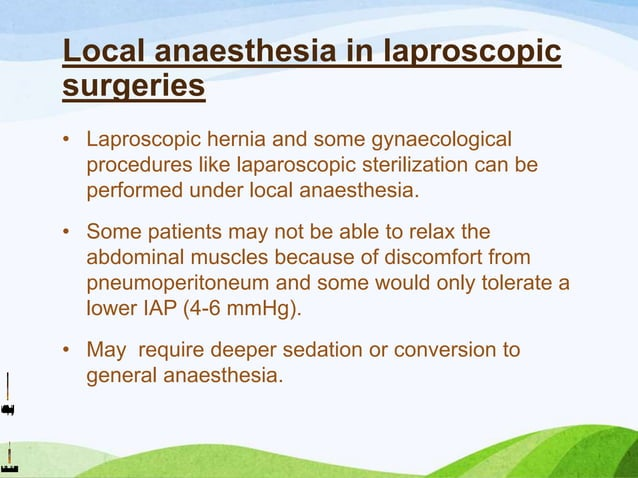 Local anaesthesia in laproscopic
surgeries
• Laproscopic hernia and some gynaecological
procedures like laparoscopic sterilization can be
performed under local anaesthesia.
• Some patients may not be able to relax the
abdominal muscles because of discomfort from
pneumoperitoneum and some would only tolerate a
lower IAP (4-6 mmHg).
• May  require deeper sedation or conversion to
general anaesthesia.